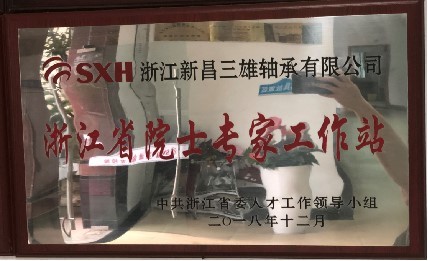 SXH 浙江新昌三雄轴承有限公司
浙江省院士专家工作站
中共浙江省委人才工作领导小组
二〇一八年十二月